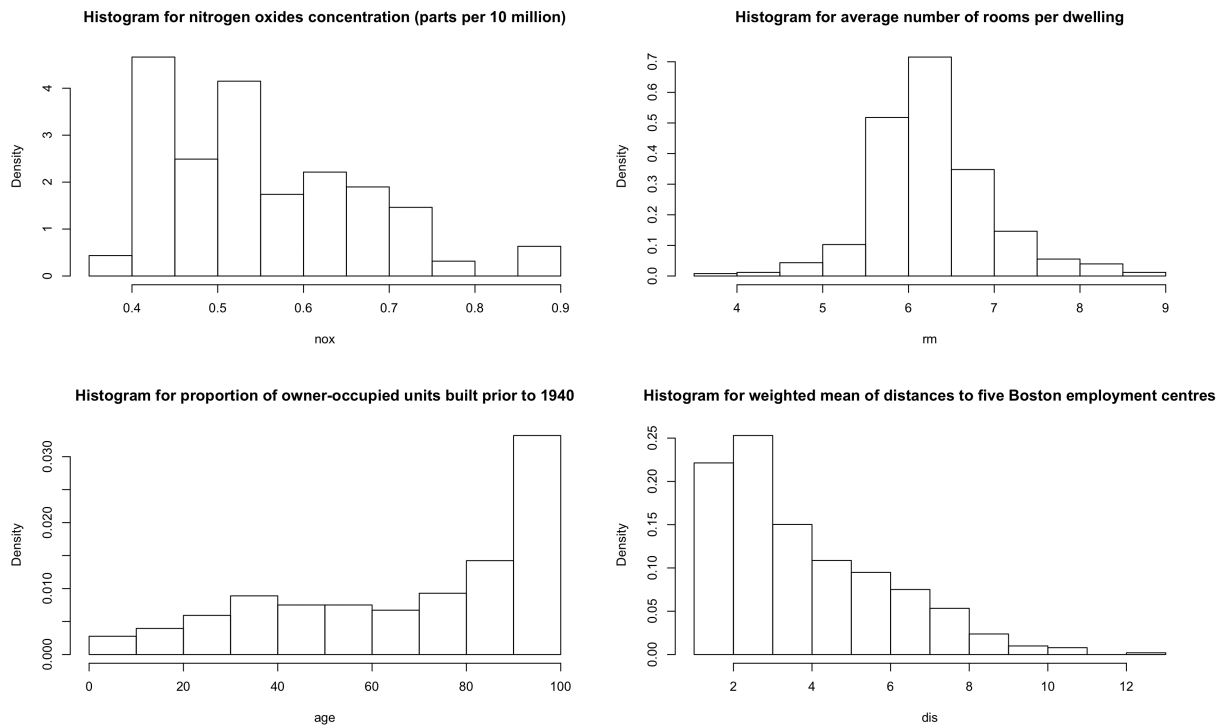 Histogram for nitrogen oxides concentration (parts per 10 million)
Density
0 1 2 3 4
0.4 0.5 0.6 0.7 0.8 0.9
nox
Histogram for average number of rooms per dwelling
Density
0.0 0.1 0.2 0.3 0.4 0.5 0.6 0.7
4 5 6 7 8 9
rm
Histogram for proportion of owner-occupied units built prior to 1940
Density
0.000 0.010 0.020 0.030
0 20 40 60 80 100
age
Histogram for weighted mean of distances to five Boston employment centres
Density
0.00 0.05 0.10 0.15 0.20 0.25
2 4 6 8 10 12
dis